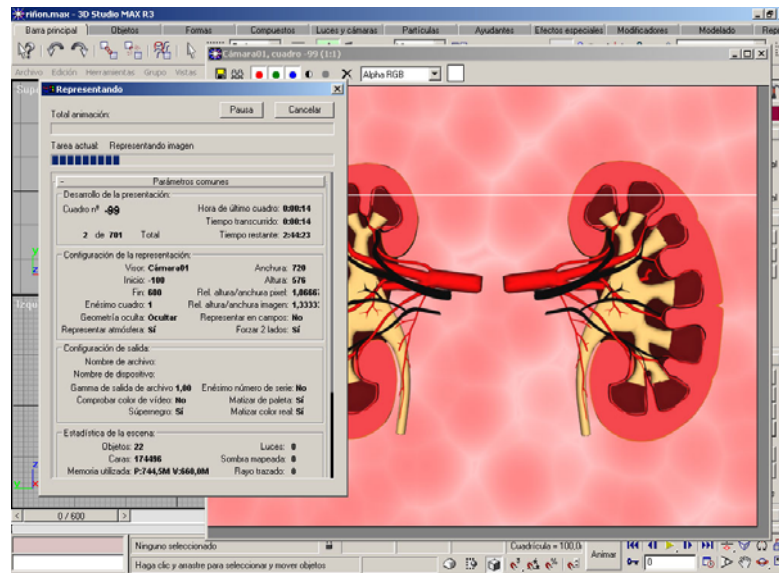 riñon.max - 3D Studio MAX R3
Barra principal Objetos Formas Compuestos Luces y cámaras Partículas Ayudantes Efectos especiales Modificadores Modelado
Cámara01, cuadro -99 (1:1)
Archivo Edición Herramientas Grupo Vistas
Alpha RGB
Representando
Total animación:
Pausa Cancelar
Tarea actual: Representando imagen
Parámetros comunes
Desarrollo de la presentación:
Cuadro nº -99 Hora de último cuadro: 0:00:14
Tiempo transcurrido: 0:00:14
2 de 701 Total Tiempo restante: 2:44:23
Configuración de la representación:
Visor: Cámara01 Anchura: 720
Inicio: -100 Altura: 576
Fin: 600 Rel. altura/anchura pixel: 1,0666
Enésimo cuadro: 1 Rel. altura/anchura imagen: 1,3333
Geometría oculta: Ocultar Representar en campos: No
Representar atmósfera: Sí Forzar 2 lados: Sí
Configuración de salida:
Nombre de archivo:
Nombre de dispositivo:
Gamma de salida de archivo 1,00 Enésimo número de serie: No
Comprobar color de vídeo: No Matizar de paleta: Sí
Súpernegro: Sí Matizar color real: Sí
Estadística de la escena:
Objetos: 22 Luces: 0
Caras: 174496 Sombra mapeada: 0
Memoria utilizada: P:744,5M V:660,0M Rayo trazado: 0
0 / 600
Ninguno seleccionado Cuadrícula = 100,0
Animar
Haga clic y arrastre para seleccionar y mover objetos
0